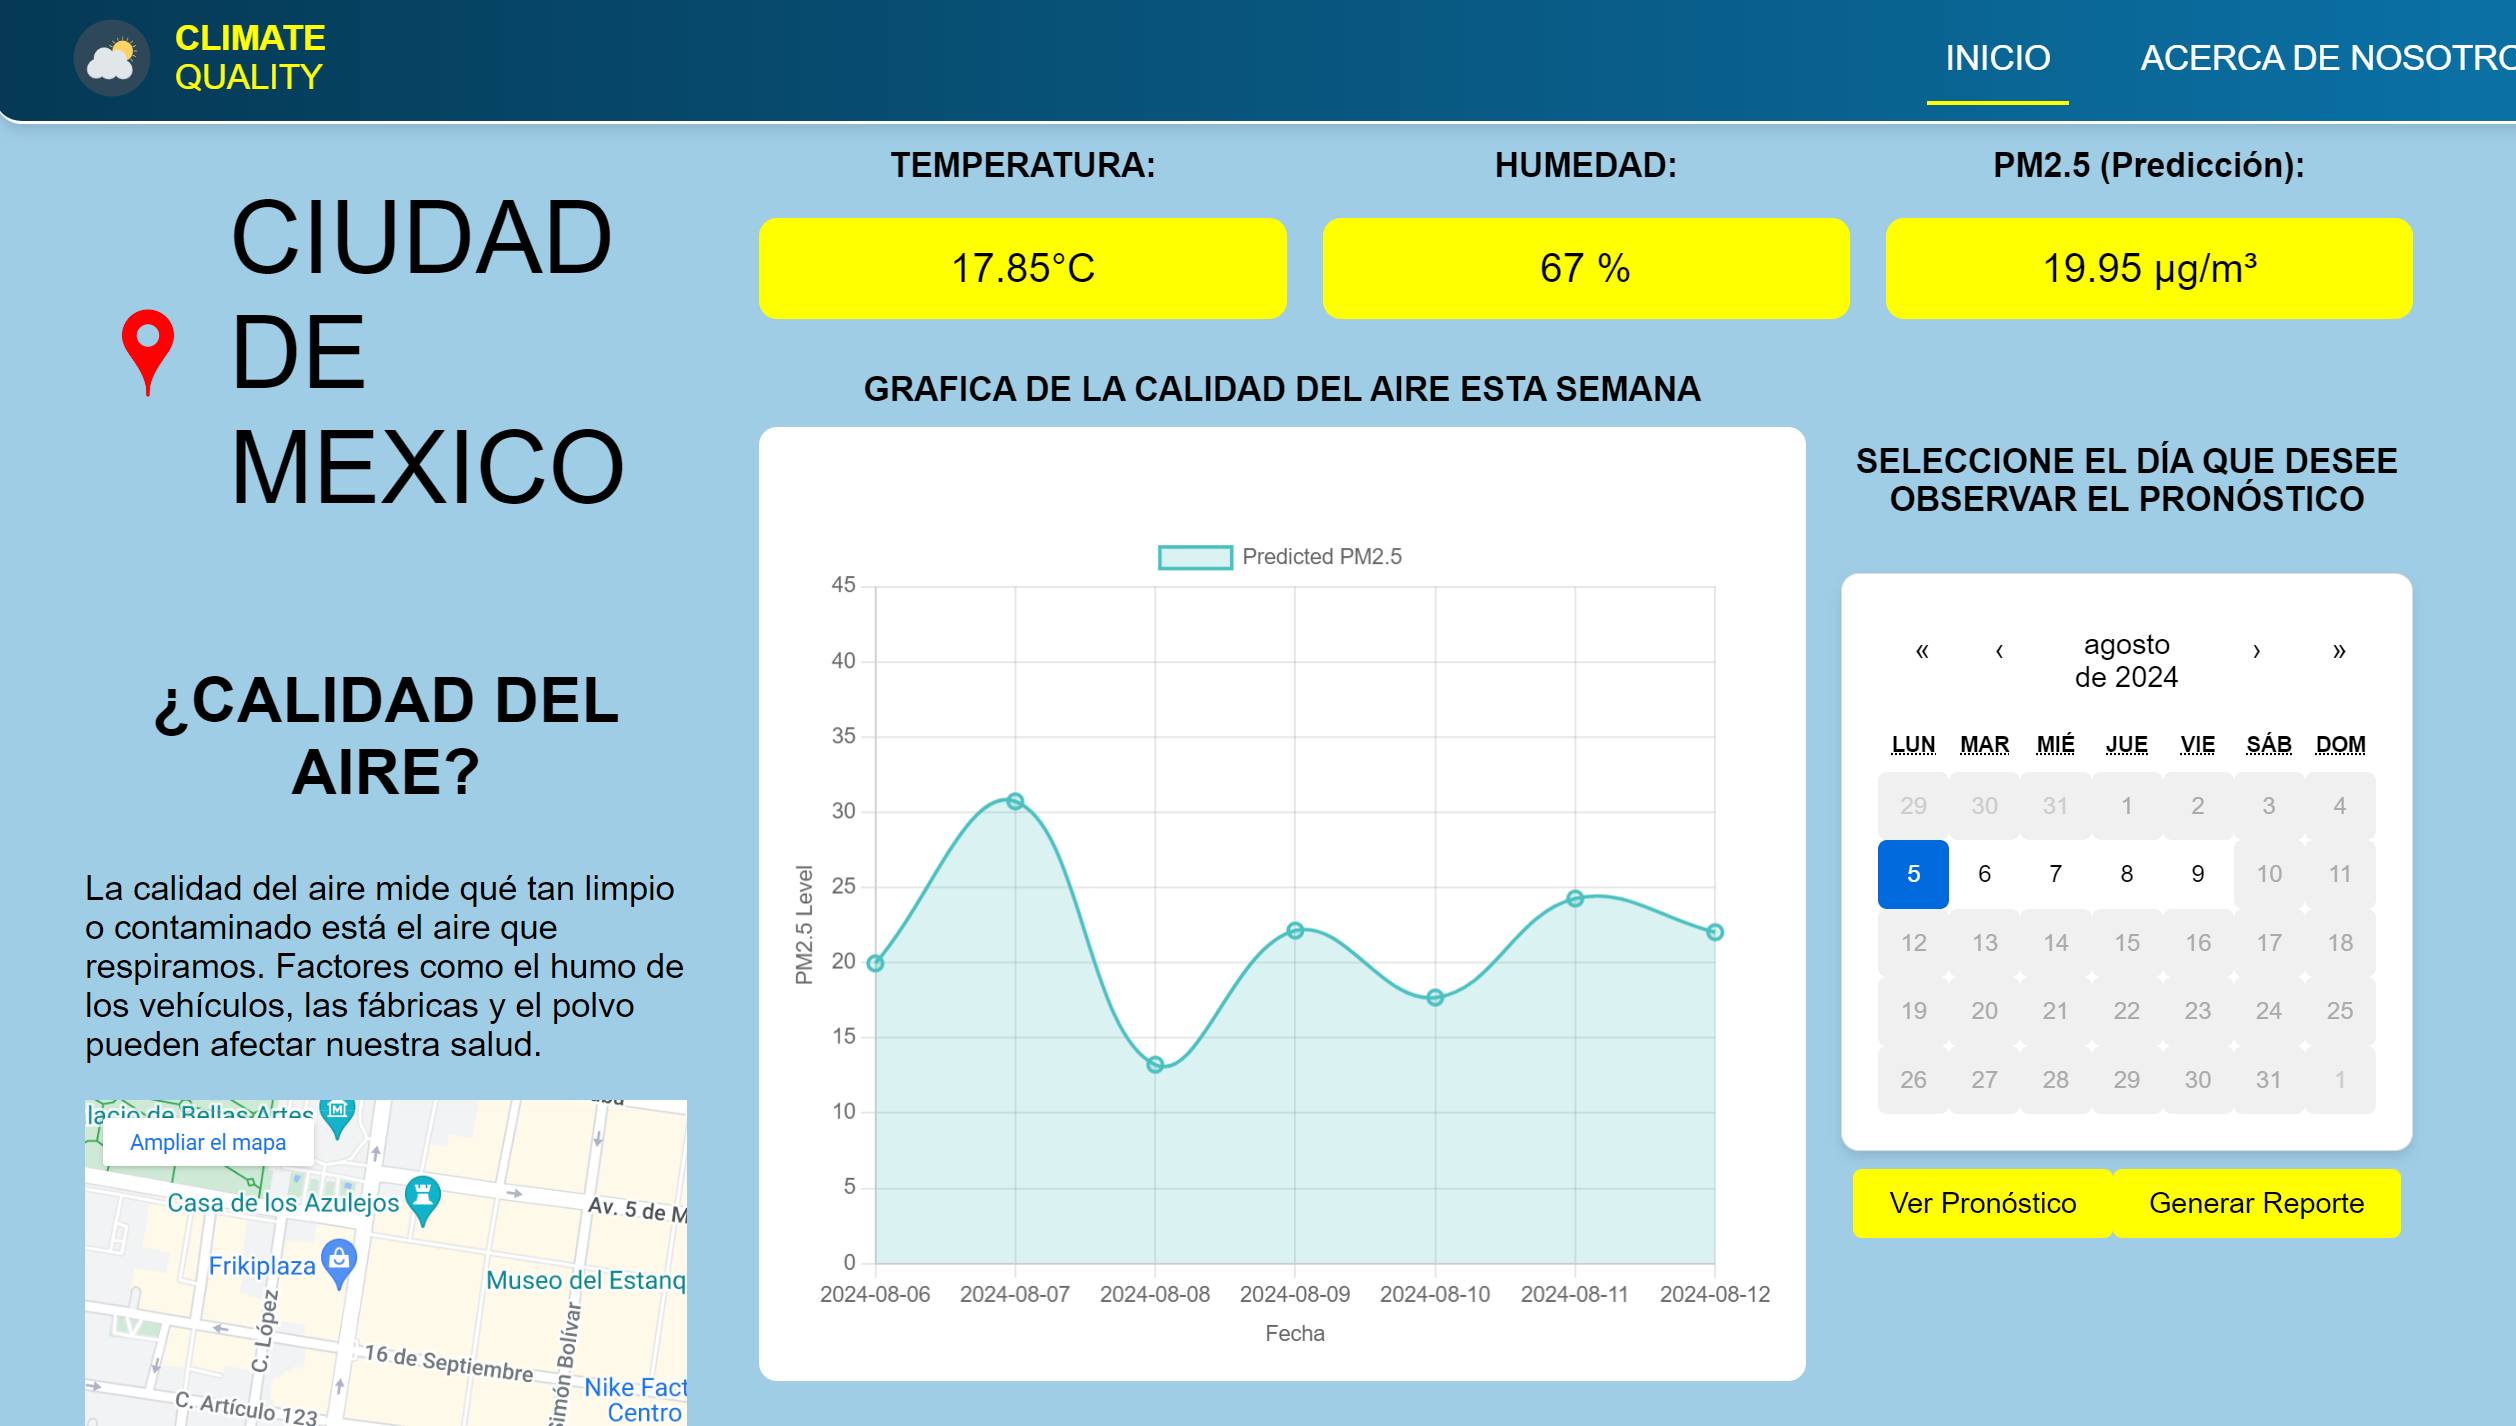 CLIMATE
QUALITY
INICIO
ACERCA DE NOSOTRO
CIUDAD
DE
MEXICO
¿CALIDAD DEL
AIRE?
La calidad del aire mide qué tan limpio
o contaminado está el aire que
respiramos. Factores como el humo de
los vehículos, las fábricas y el polvo
pueden afectar nuestra salud.
lacio de Bellas Artes
Ampliar el mapa
Casa de los Azulejos
Av. 5 de M
Frikiplaza
Museo del Estanq
C. López
16 de Septiembre
Simón Bolívar
Nike Fact
Centro
C. Artículo 123
TEMPERATURA:
17.85°C
HUMEDAD:
67 %
PM2.5 (Predicción):
19.95 µg/m³
GRAFICA DE LA CALIDAD DEL AIRE ESTA SEMANA
Predicted PM2.5
PM2.5 Level
45
40
35
30
25
20
15
10
5
0
2024-08-06 2024-08-07 2024-08-08 2024-08-09 2024-08-10 2024-08-11 2024-08-12
Fecha
SELECCIONE EL DÍA QUE DESEE
OBSERVAR EL PRONÓSTICO
« ‹ agosto › »
de 2024
LUN MAR MIÉ JUE VIE SÁB DOM
29 30 31 1 2 3 4
5 6 7 8 9 10 11
12 13 14 15 16 17 18
19 20 21 22 23 24 25
26 27 28 29 30 31 1
Ver Pronóstico
Generar Reporte